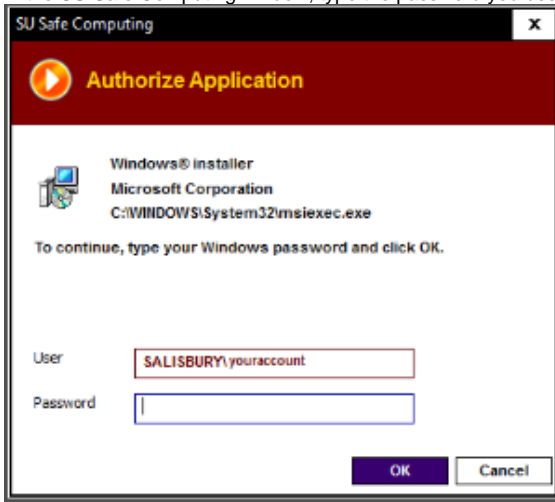 SU Safe Computing
x
Authorize Application
Windows® installer
Microsoft Corporation
C:\WINDOWS\System32\msiexec.exe
To continue, type your Windows password and click OK.
User
SALISBURY\youraccount
Password
OK
Cancel